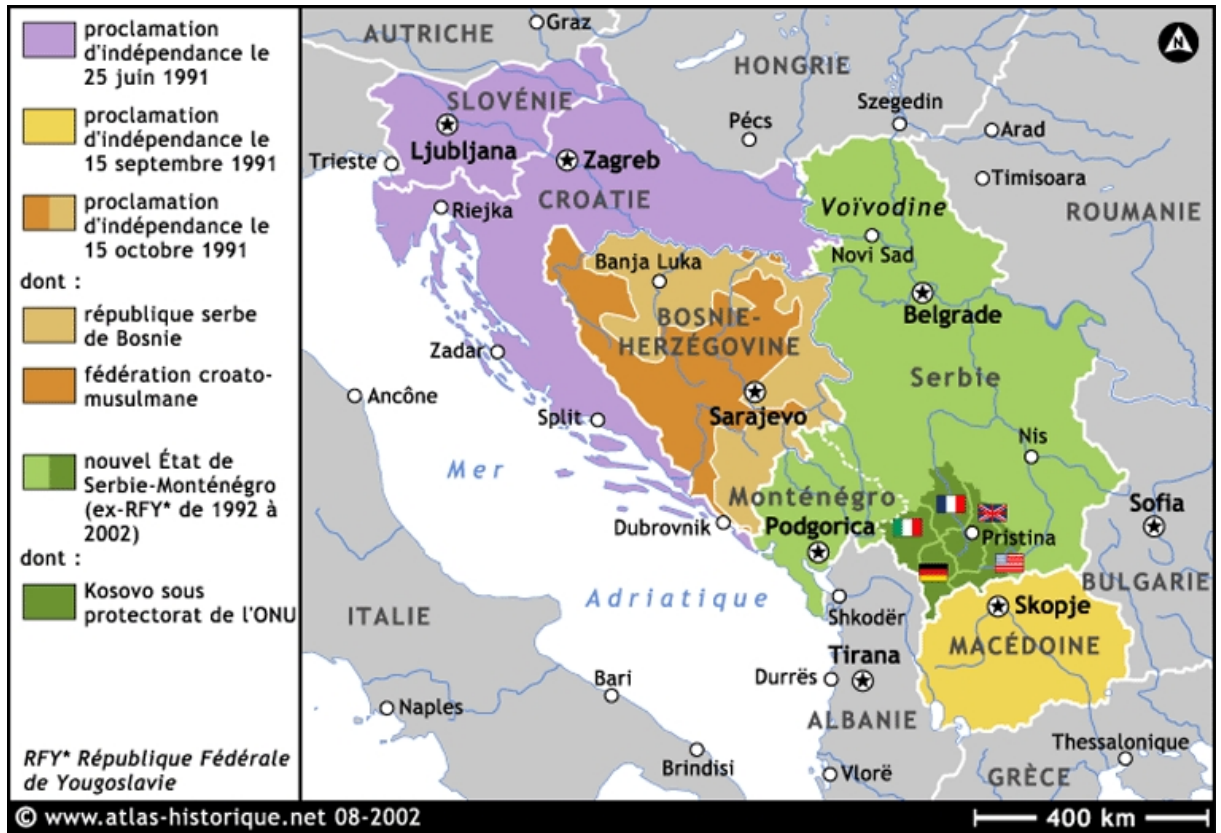 proclamation
d'indépendance le
25 juin 1991
proclamation
d'indépendance le
15 septembre 1991
proclamation
d'indépendance le
15 octobre 1991
dont :
république serbe
de Bosnie
fédération croato-
musulmane
nouvel État de
Serbie-Monténégro
(ex-RFY* de 1992 à
2002)
dont :
Kosovo sous
protectorat de l'ONU
RFY* République Fédérale
de Yougoslavie
AUTRICHE
Graz
N
HONGRIE
SLOVÉNIE
Szegedin
Pécs
Arad
Ljubljana
Trieste
Zagreb
Timisoara
CROATIE
Voïvodine
ROUMANIE
Riejka
Novi Sad
Banja Luka
Belgrade
BOSNIE-
HERZÉGOVINE
Zadar
Serbie
Ancône
Sarajevo
Split
Nis
Mer
Monténégro
Sofia
Dubrovnik
Podgorica
Pristina
BULGARIE
Adriatique
ITALIE
Shkodër
Skopje
MACÉDOINE
Tirana
Durrës
Bari
Naples
ALBANIE
Thessalonique
Brindisi
Vlorë
GRÈCE
© www.atlas-historique.net 08-2002
400 km